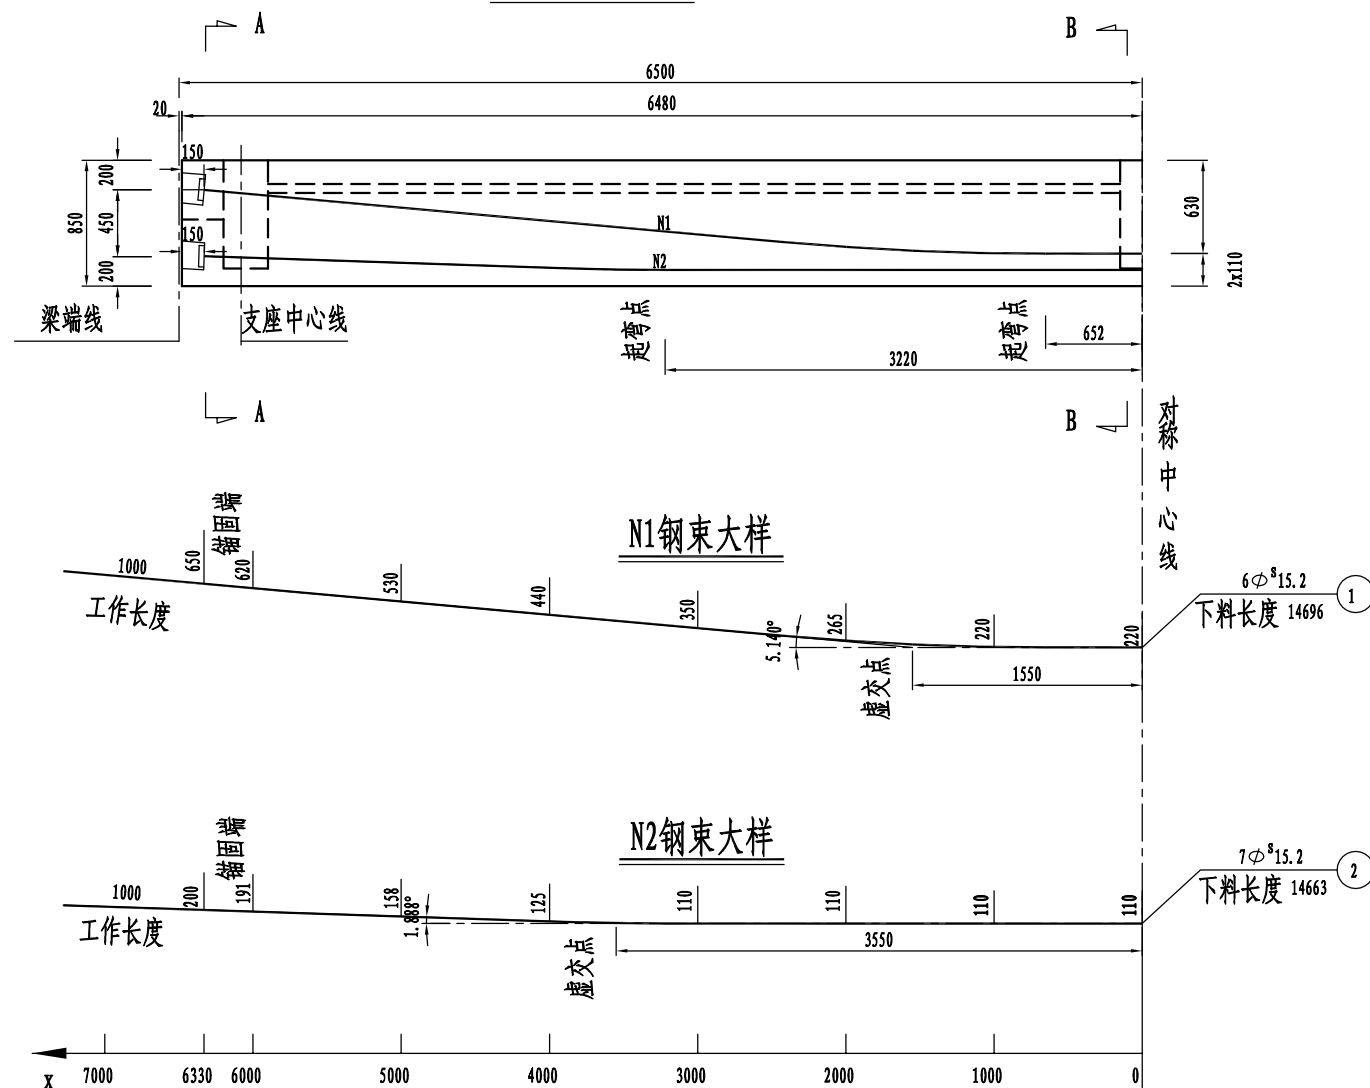 A
B
6500
20
6480
150
200
850
450
150
200
N1
N2
630
2x110
梁端线
支座中心线
起弯点
起弯点
652
3220
A
B
对称中心线
锚固端
N1钢束大样
1000
650
620
530
440
350
5.140°
265
220
220
工作长度
6Φˢ15.2
1
下料长度 14696
虚交点
1550
锚固端
N2钢束大样
1000
200
191
158
1.888°
125
110
110
110
110
工作长度
7Φˢ15.2
2
下料长度 14663
虚交点
3550
x
7000
6330
6000
5000
4000
3000
2000
1000
0